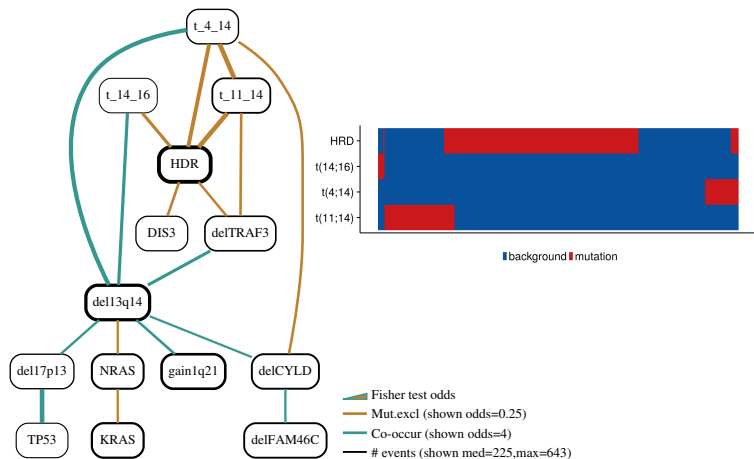 t_4_14
t_14_16
t_11_14
HDR
DIS3
delTRAF3
del13q14
del17p13
NRAS
gain1q21
delCYLD
TP53
KRAS
delFAM46C
HRD
t(14;16)
t(4;14)
t(11;14)
background
mutation
Fisher test odds
Mut.excl (shown odds=0.25)
Co-occur (shown odds=4)
# events (shown med=225,max=643)